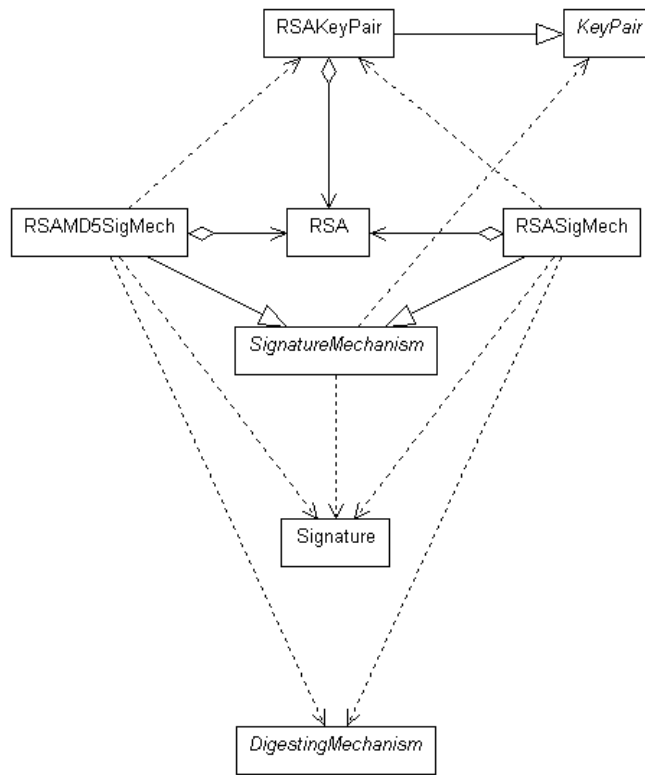 RSAKeyPair
KeyPair
RSAMD5SigMech
RSA
RSASigMech
SignatureMechanism
Signature
DigestingMechanism